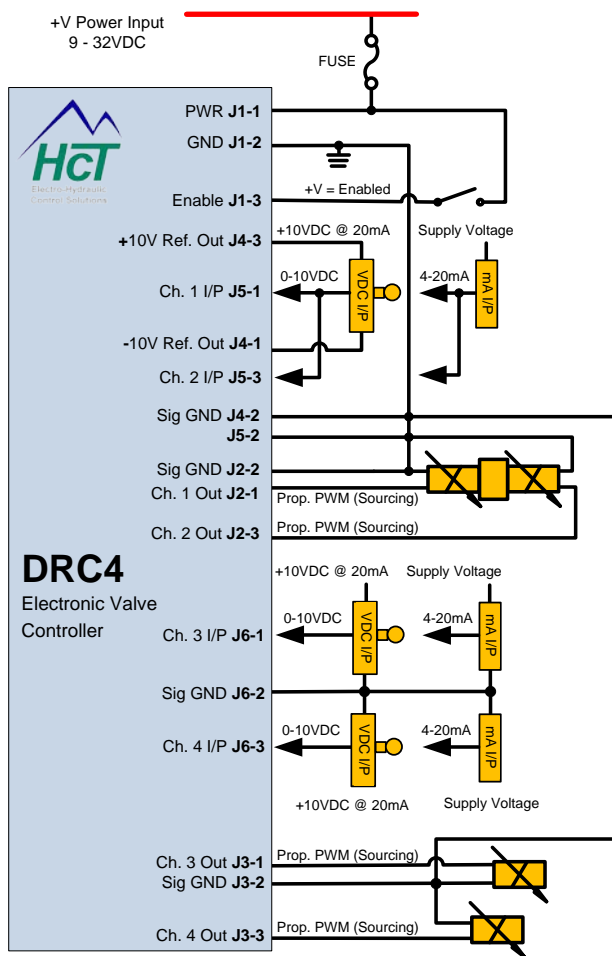 +V Power Input
9 - 32VDC
FUSE
PWR J1-1
GND J1-2
HCT
Electro-Hydraulic
Control Solutions
Enable J1-3
+V = Enabled
+10V Ref. Out J4-3
+10VDC @ 20mA
Supply Voltage
Ch. 1 I/P J5-1
0-10VDC
VDC I/P
4-20mA
mA I/P
-10V Ref. Out J4-1
Ch. 2 I/P J5-3
Sig GND J4-2
J5-2
Sig GND J2-2
Ch. 1 Out J2-1
Prop. PWM (Sourcing)
Ch. 2 Out J2-3
Prop. PWM (Sourcing)
DRC4
Electronic Valve
Controller
+10VDC @ 20mA
Supply Voltage
Ch. 3 I/P J6-1
0-10VDC
VDC I/P
4-20mA
mA I/P
Sig GND J6-2
Ch. 4 I/P J6-3
0-10VDC
VDC I/P
4-20mA
mA I/P
+10VDC @ 20mA
Supply Voltage
Ch. 3 Out J3-1
Prop. PWM (Sourcing)
Sig GND J3-2
Ch. 4 Out J3-3
Prop. PWM (Sourcing)